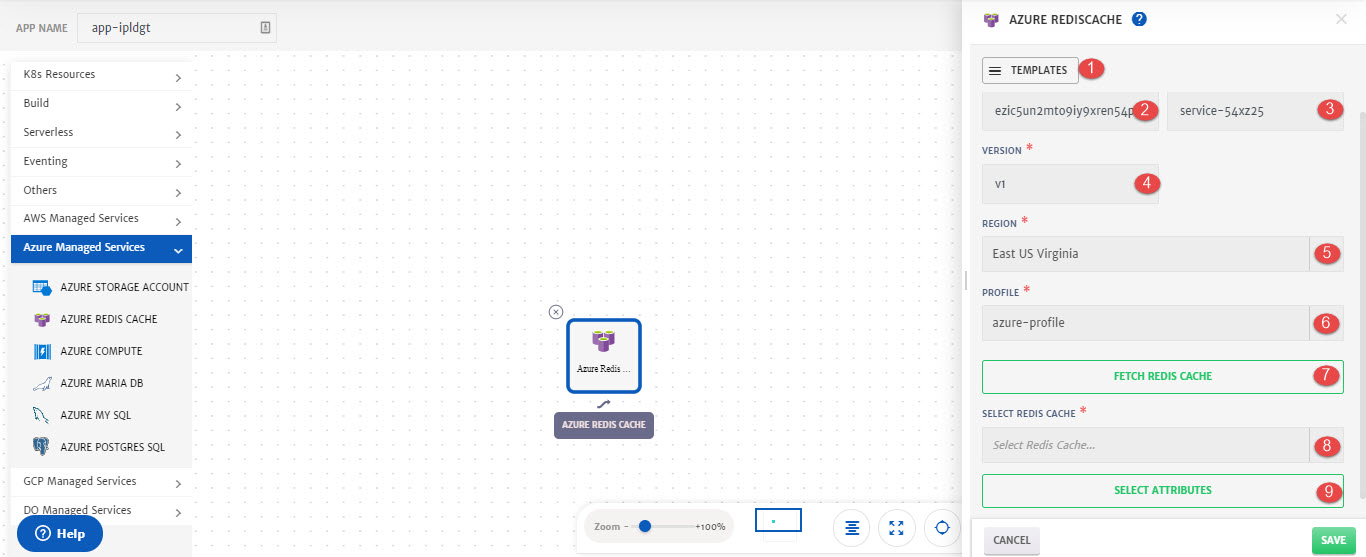 APP NAME
app-ipldgt
K8s Resources
Build
Serverless
Eventing
Others
AWS Managed Services
Azure Managed Services
AZURE STORAGE ACCOUNT
AZURE REDIS CACHE
AZURE COMPUTE
AZURE MARIA DB
AZURE MY SQL
AZURE POSTGRES SQL
GCP Managed Services
DO Managed Services
? Help
Azure Redis ...
AZURE REDIS CACHE
Zoom - +100%
AZURE REDISCACHE ?
TEMPLATES 1
ezic5un2mto9iy9xren54p 2
service-54xz25 3
VERSION *
v1 4
REGION *
East US Virginia 5
PROFILE *
azure-profile 6
FETCH REDIS CACHE 7
SELECT REDIS CACHE *
Select Redis Cache... 8
SELECT ATTRIBUTES 9
CANCEL
SAVE